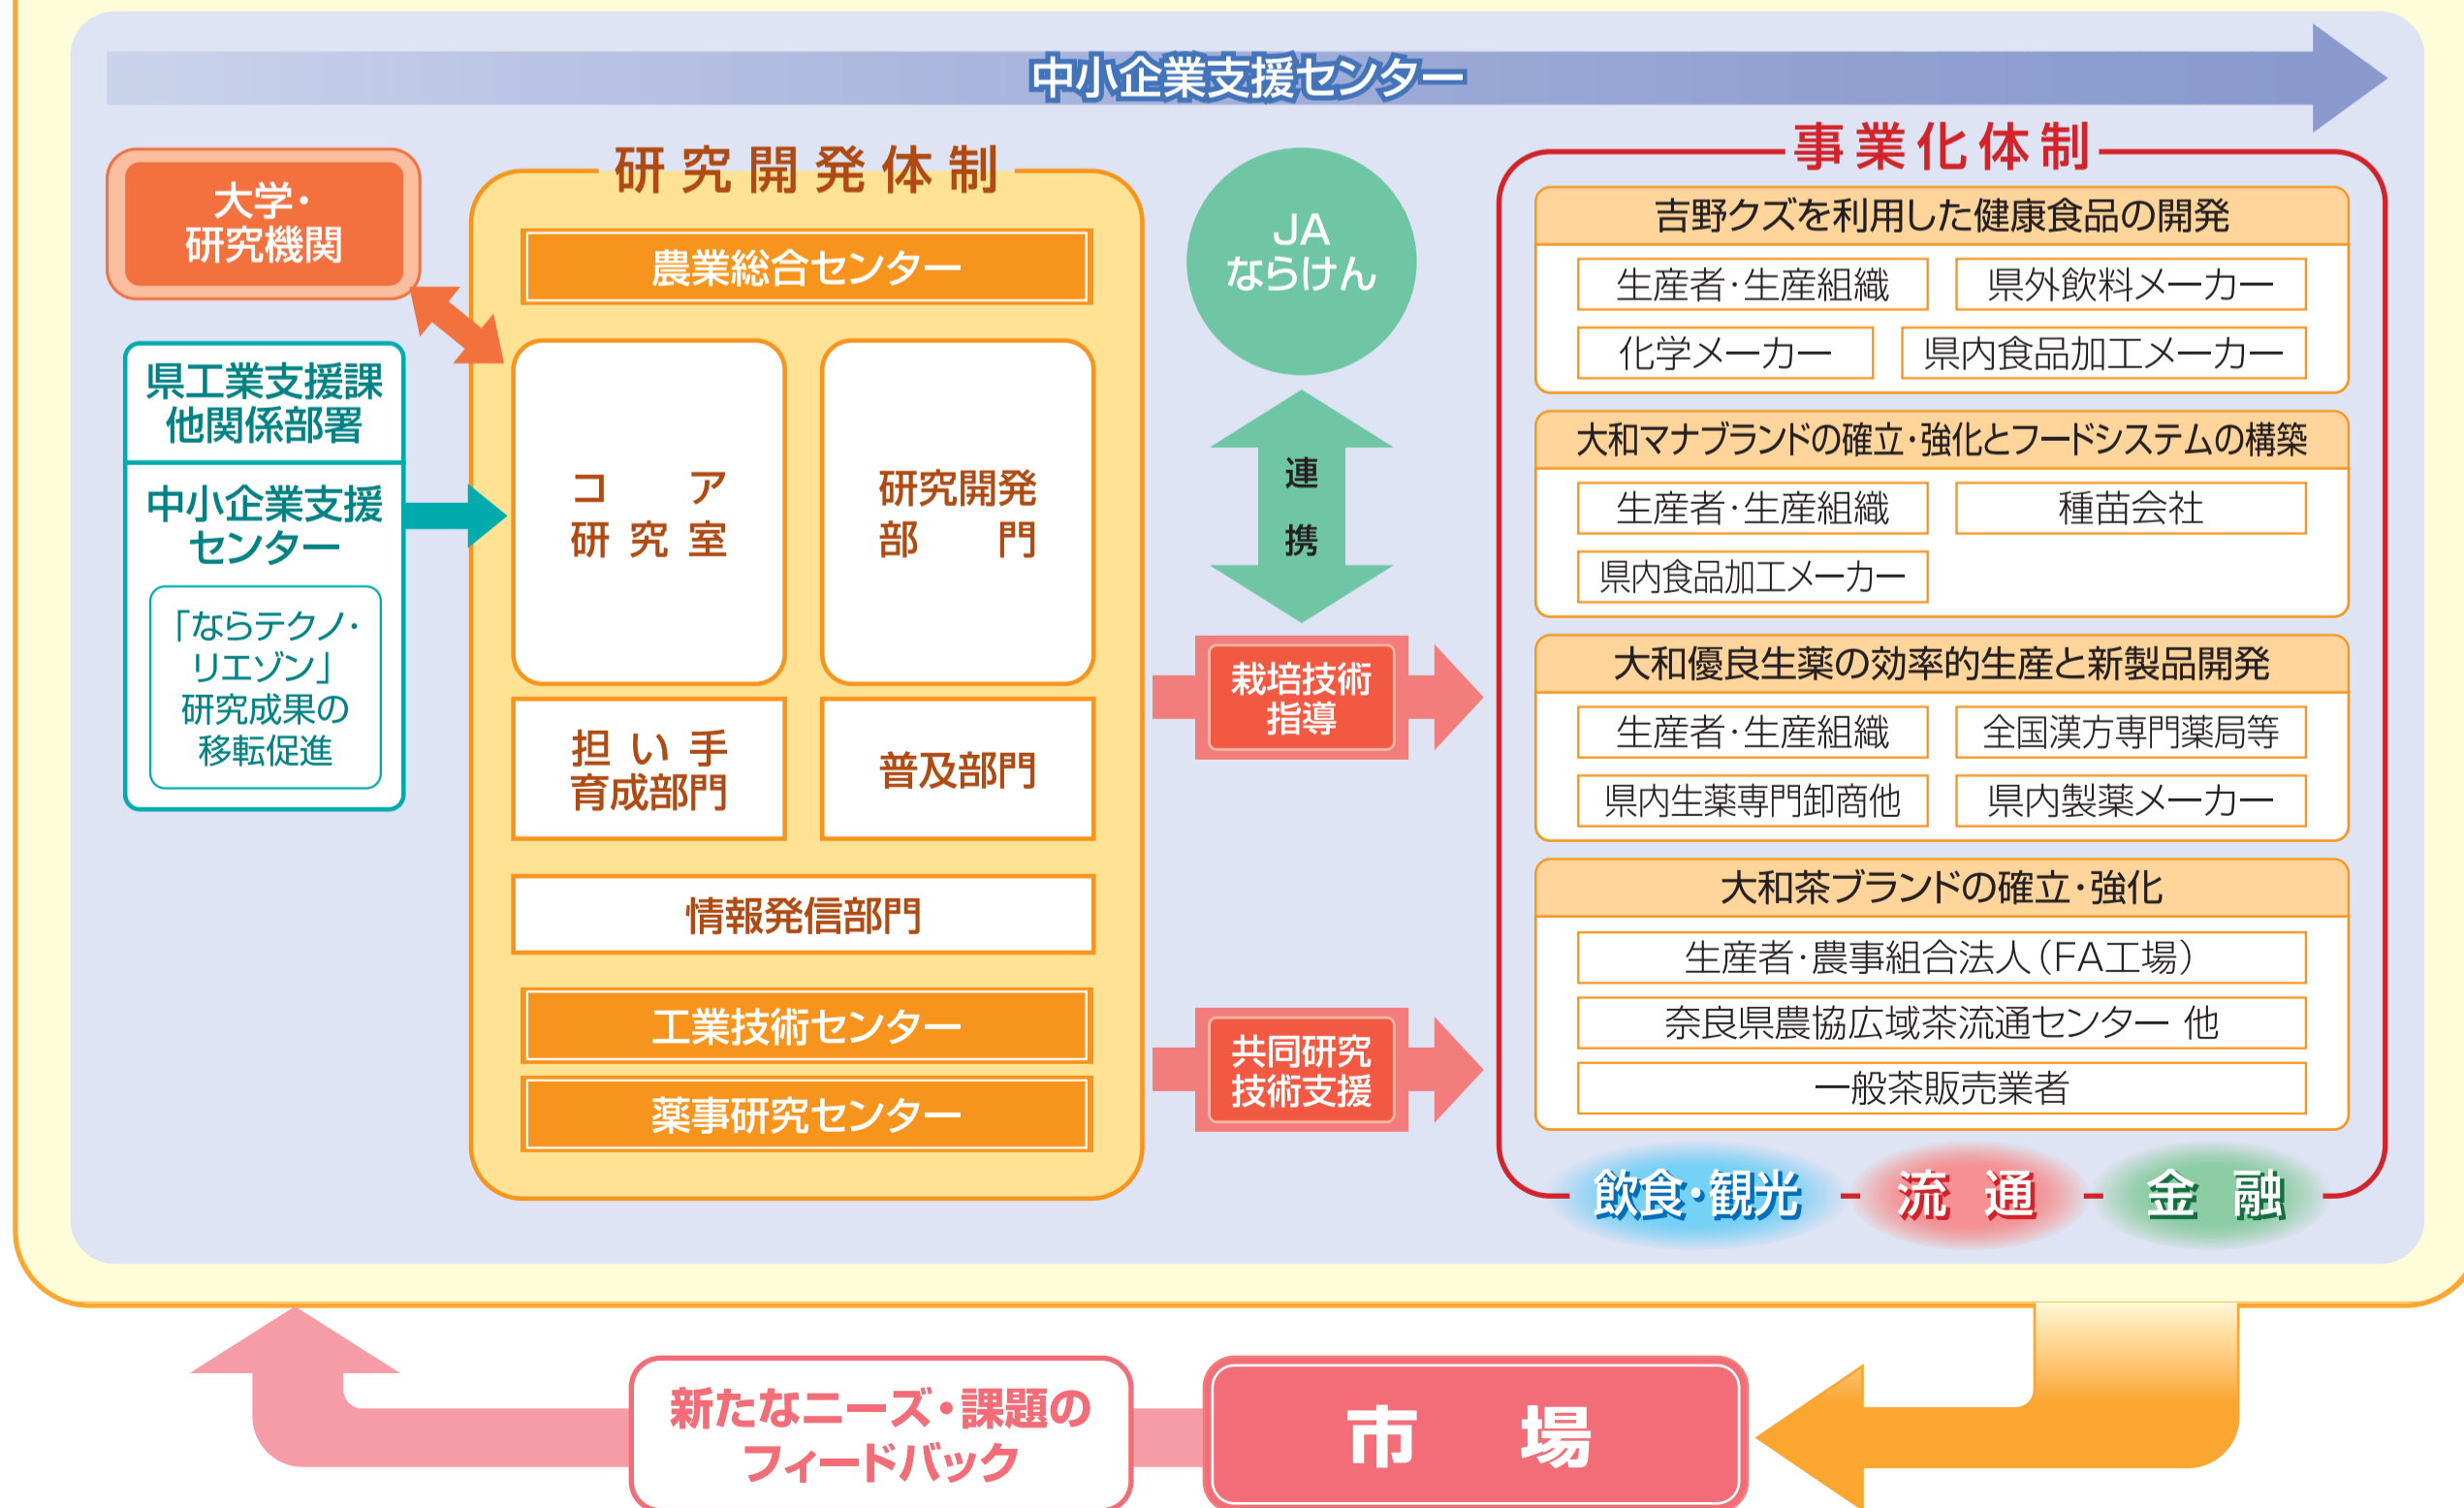 中小企業支援センター
大学・
研究機関
県工業支援課
他関係部署
中小企業支援
センター
「ならテクノ・
リエゾン」
研究成果の
移転促進
研究開発体制
農業総合センター
コア
研究室
研究開発
部門
担い手
育成部門
普及部門
情報発信部門
工業技術センター
薬事研究センター
JA
ならけん
連
携
栽培技術
指導
共同研究
技術支援
事業化体制
吉野クズを利用した健康食品の開発
生産者・生産組織
県外飲料メーカー
化学メーカー
県内食品加工メーカー
大和マナブランドの確立・強化とフードシステムの構築
生産者・生産組織
種苗会社
県内食品加工メーカー
大和優良生薬の効率的生産と新製品開発
生産者・生産組織
全国漢方専門薬局等
県内生薬専門卸商他
県内製薬メーカー
大和茶ブランドの確立・強化
生産者・農事組合法人（FA工場）
奈良県農協広域茶流通センター 他
一般茶販売業者
飲食・観光
流通
金融
新たなニーズ・課題の
フィードバック
市場